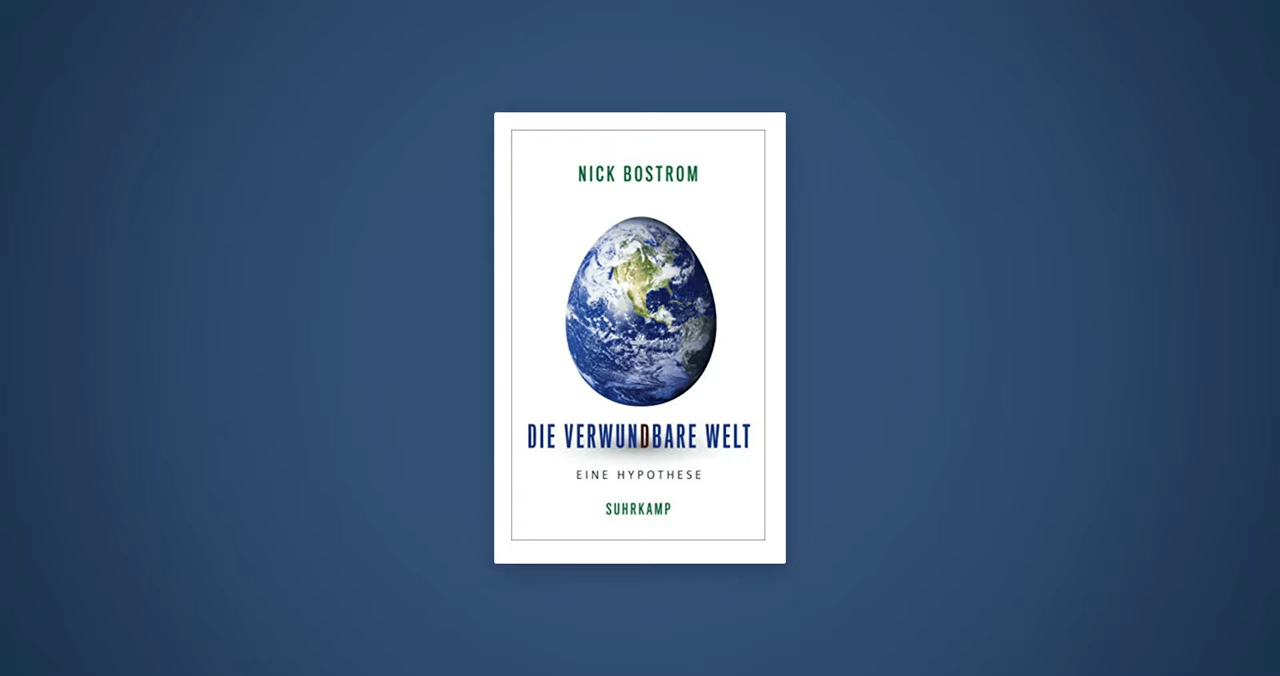 NICK BOSTROM
DIE VERWUNDBARE WELT
EINE HYPOTHESE
SUHRKAMP